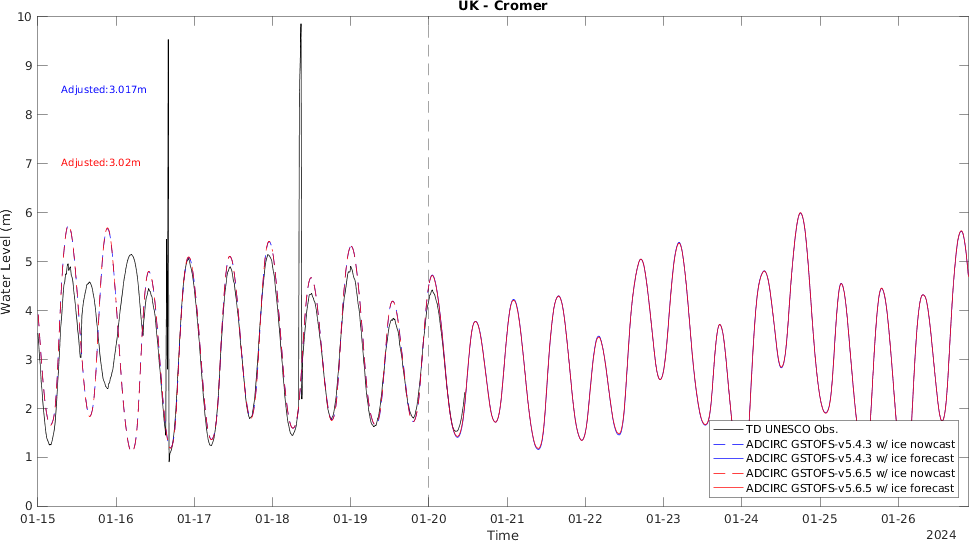 UK - Cromer
10
9
8
7
6
5
4
3
2
1
0
Water Level (m)
Adjusted:3.017m
Adjusted:3.02m
TD UNESCO Obs.
ADCIRC GSTOFS-v5.4.3 w/ ice nowcast
ADCIRC GSTOFS-v5.4.3 w/ ice forecast
ADCIRC GSTOFS-v5.6.5 w/ ice nowcast
ADCIRC GSTOFS-v5.6.5 w/ ice forecast
01-15 01-16 01-17 01-18 01-19 01-20 01-21 01-22 01-23 01-24 01-25 01-26
Time
2024